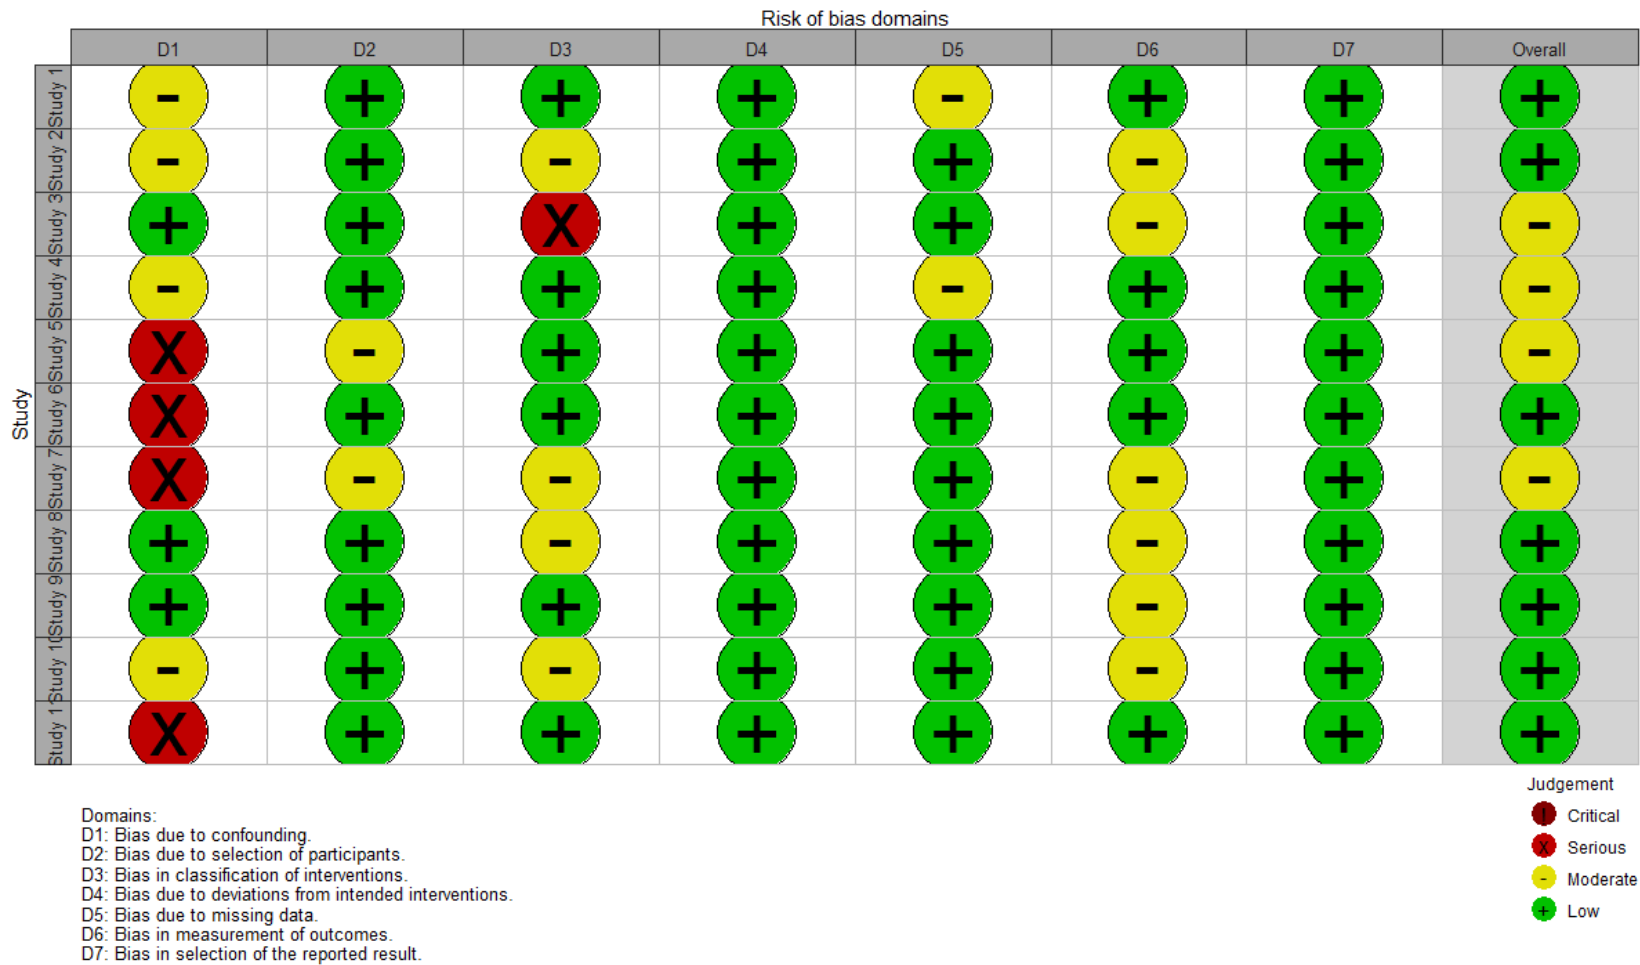 Risk of bias domains
D1 D2 D3 D4 D5 D6 D7 Overall
Study
Study 1 - + + + - + + +
Study 2 - + - + + - + +
Study 3 + + X + + - + -
Study 4 - + + + - + + -
Study 5 X - + + + + + -
Study 6 X + + + + + + +
Study 7 X - - + + - + -
Study 8 + + - + + - + +
Study 9 + + + + + - + +
Study 10 - + - + + - + +
Study 1 X + + + + + + +
Domains:
D1: Bias due to confounding.
D2: Bias due to selection of participants.
D3: Bias in classification of interventions.
D4: Bias due to deviations from intended interventions.
D5: Bias due to missing data.
D6: Bias in measurement of outcomes.
D7: Bias in selection of the reported result.
Judgement
! Critical
X Serious
- Moderate
+ Low